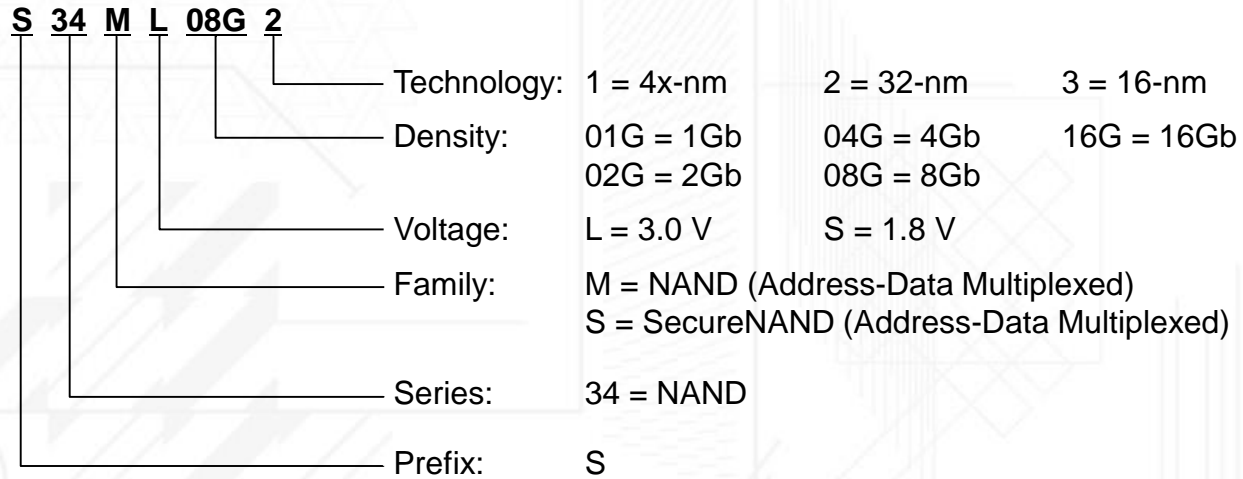 S 34 M L 08G 2
Technology: 1 = 4x-nm 2 = 32-nm 3 = 16-nm
Density: 01G = 1Gb 04G = 4Gb 16G = 16Gb
02G = 2Gb 08G = 8Gb
Voltage: L = 3.0 V S = 1.8 V
Family: M = NAND (Address-Data Multiplexed)
S = SecureNAND (Address-Data Multiplexed)
Series: 34 = NAND
Prefix: S